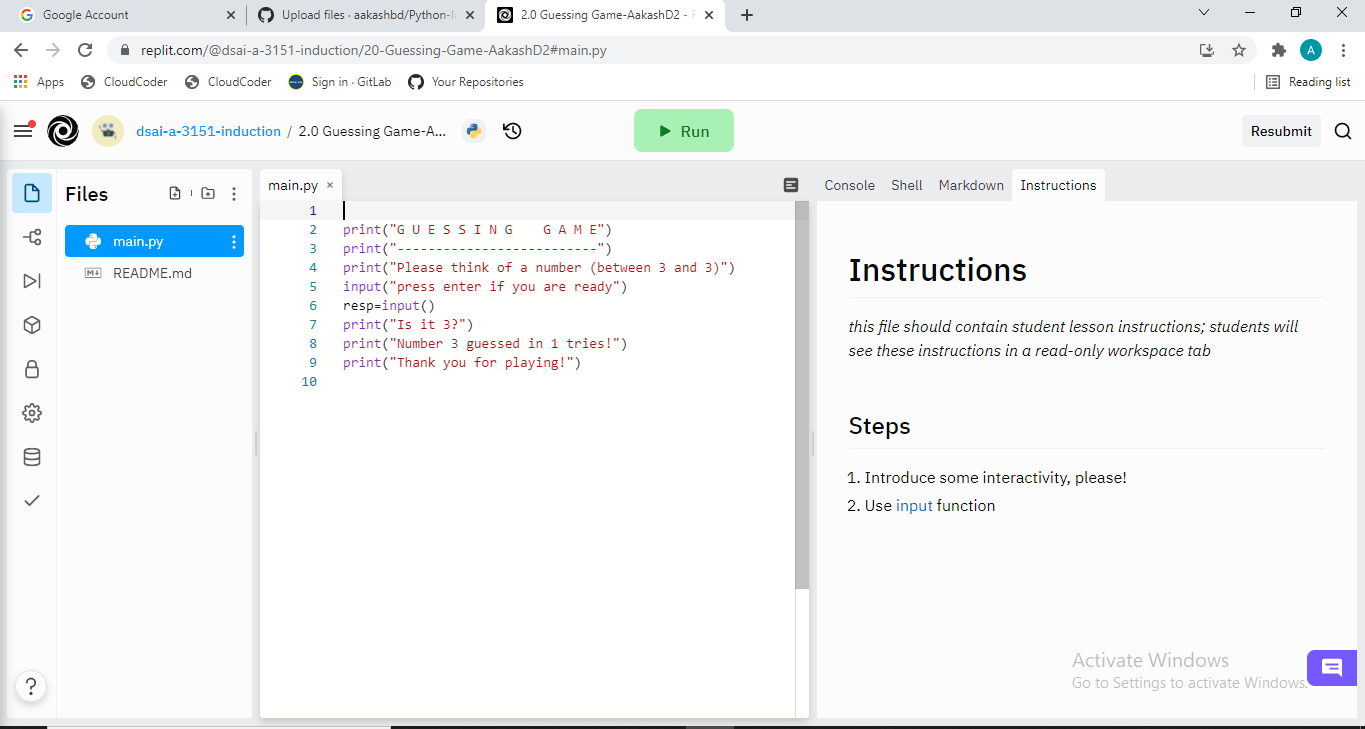 Google Account
Upload files · aakashbd/Python-I
2.0 Guessing Game-AakashD2 - 
replit.com/@dsai-a-3151-induction/20-Guessing-Game-AakashD2#main.py
A
Apps
CloudCoder
CloudCoder
Sign in · GitLab
Your Repositories
Reading list
dsai-a-3151-induction / 2.0 Guessing Game-A...
Run
Resubmit
Files
main.py
README.md
main.py
1
2 print("G U E S S I N G    G A M E")
3 print("--------------------------")
4 print("Please think of a number (between 3 and 3)")
5 input("press enter if you are ready")
6 resp=input()
7 print("Is it 3?")
8 print("Number 3 guessed in 1 tries!")
9 print("Thank you for playing!")
10
Console
Shell
Markdown
Instructions
Instructions
this file should contain student lesson instructions; students will
see these instructions in a read-only workspace tab
Steps
1. Introduce some interactivity, please!
2. Use input function
Activate Windows
Go to Settings to activate Windows.
?